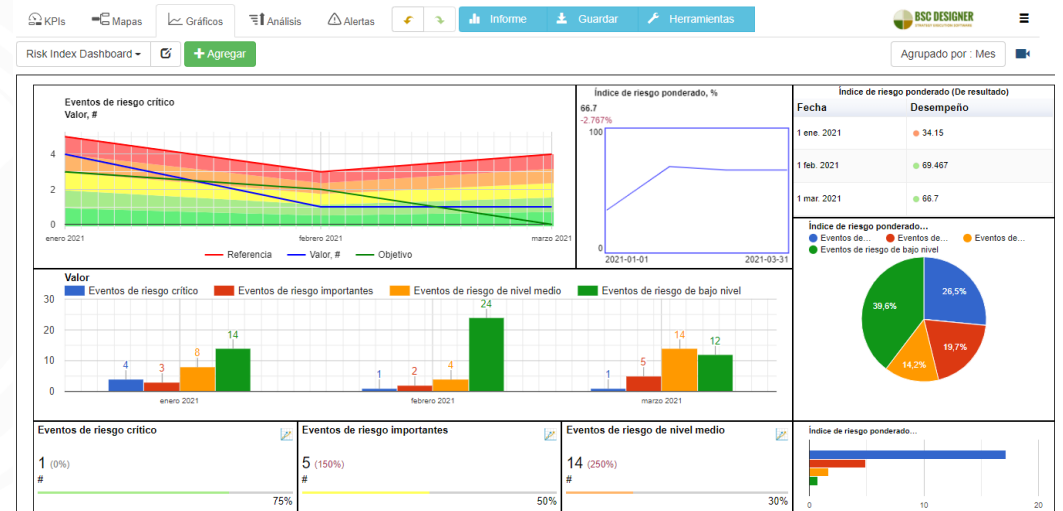 KPIs Mapas Gráficos Análisis Alertas Informe Guardar Herramientas BSC DESIGNER
Risk Index Dashboard Agregar Agrupado por : Mes
Eventos de riesgo crítico
Valor, #
4
2
0
enero 2021 febrero 2021 marzo 2021
Referencia Valor, # Objetivo
Índice de riesgo ponderado, %
66.7
-2.767%
100
0
2021-01-01 2021-03-31
Índice de riesgo ponderado (De resultado)
Fecha Desempeño
1 ene. 2021 34.15
1 feb. 2021 69.467
1 mar. 2021 66.7
Índice de riesgo ponderado...
Eventos de... Eventos de... Eventos de...
Eventos de riesgo de bajo nivel
26,5%
39,6%
19,7%
14,2%
Valor
Eventos de riesgo crítico Eventos de riesgo importantes Eventos de riesgo de nivel medio Eventos de riesgo de bajo nivel
30
20
10
0
4 3 8 14
1 2 4 24
1 5 14 12
enero 2021 febrero 2021 marzo 2021
Eventos de riesgo crítico
1 (0%)
#
75%
Eventos de riesgo importantes
5 (150%)
#
50%
Eventos de riesgo de nivel medio
14 (250%)
#
30%
Índice de riesgo ponderado...
0 10 20